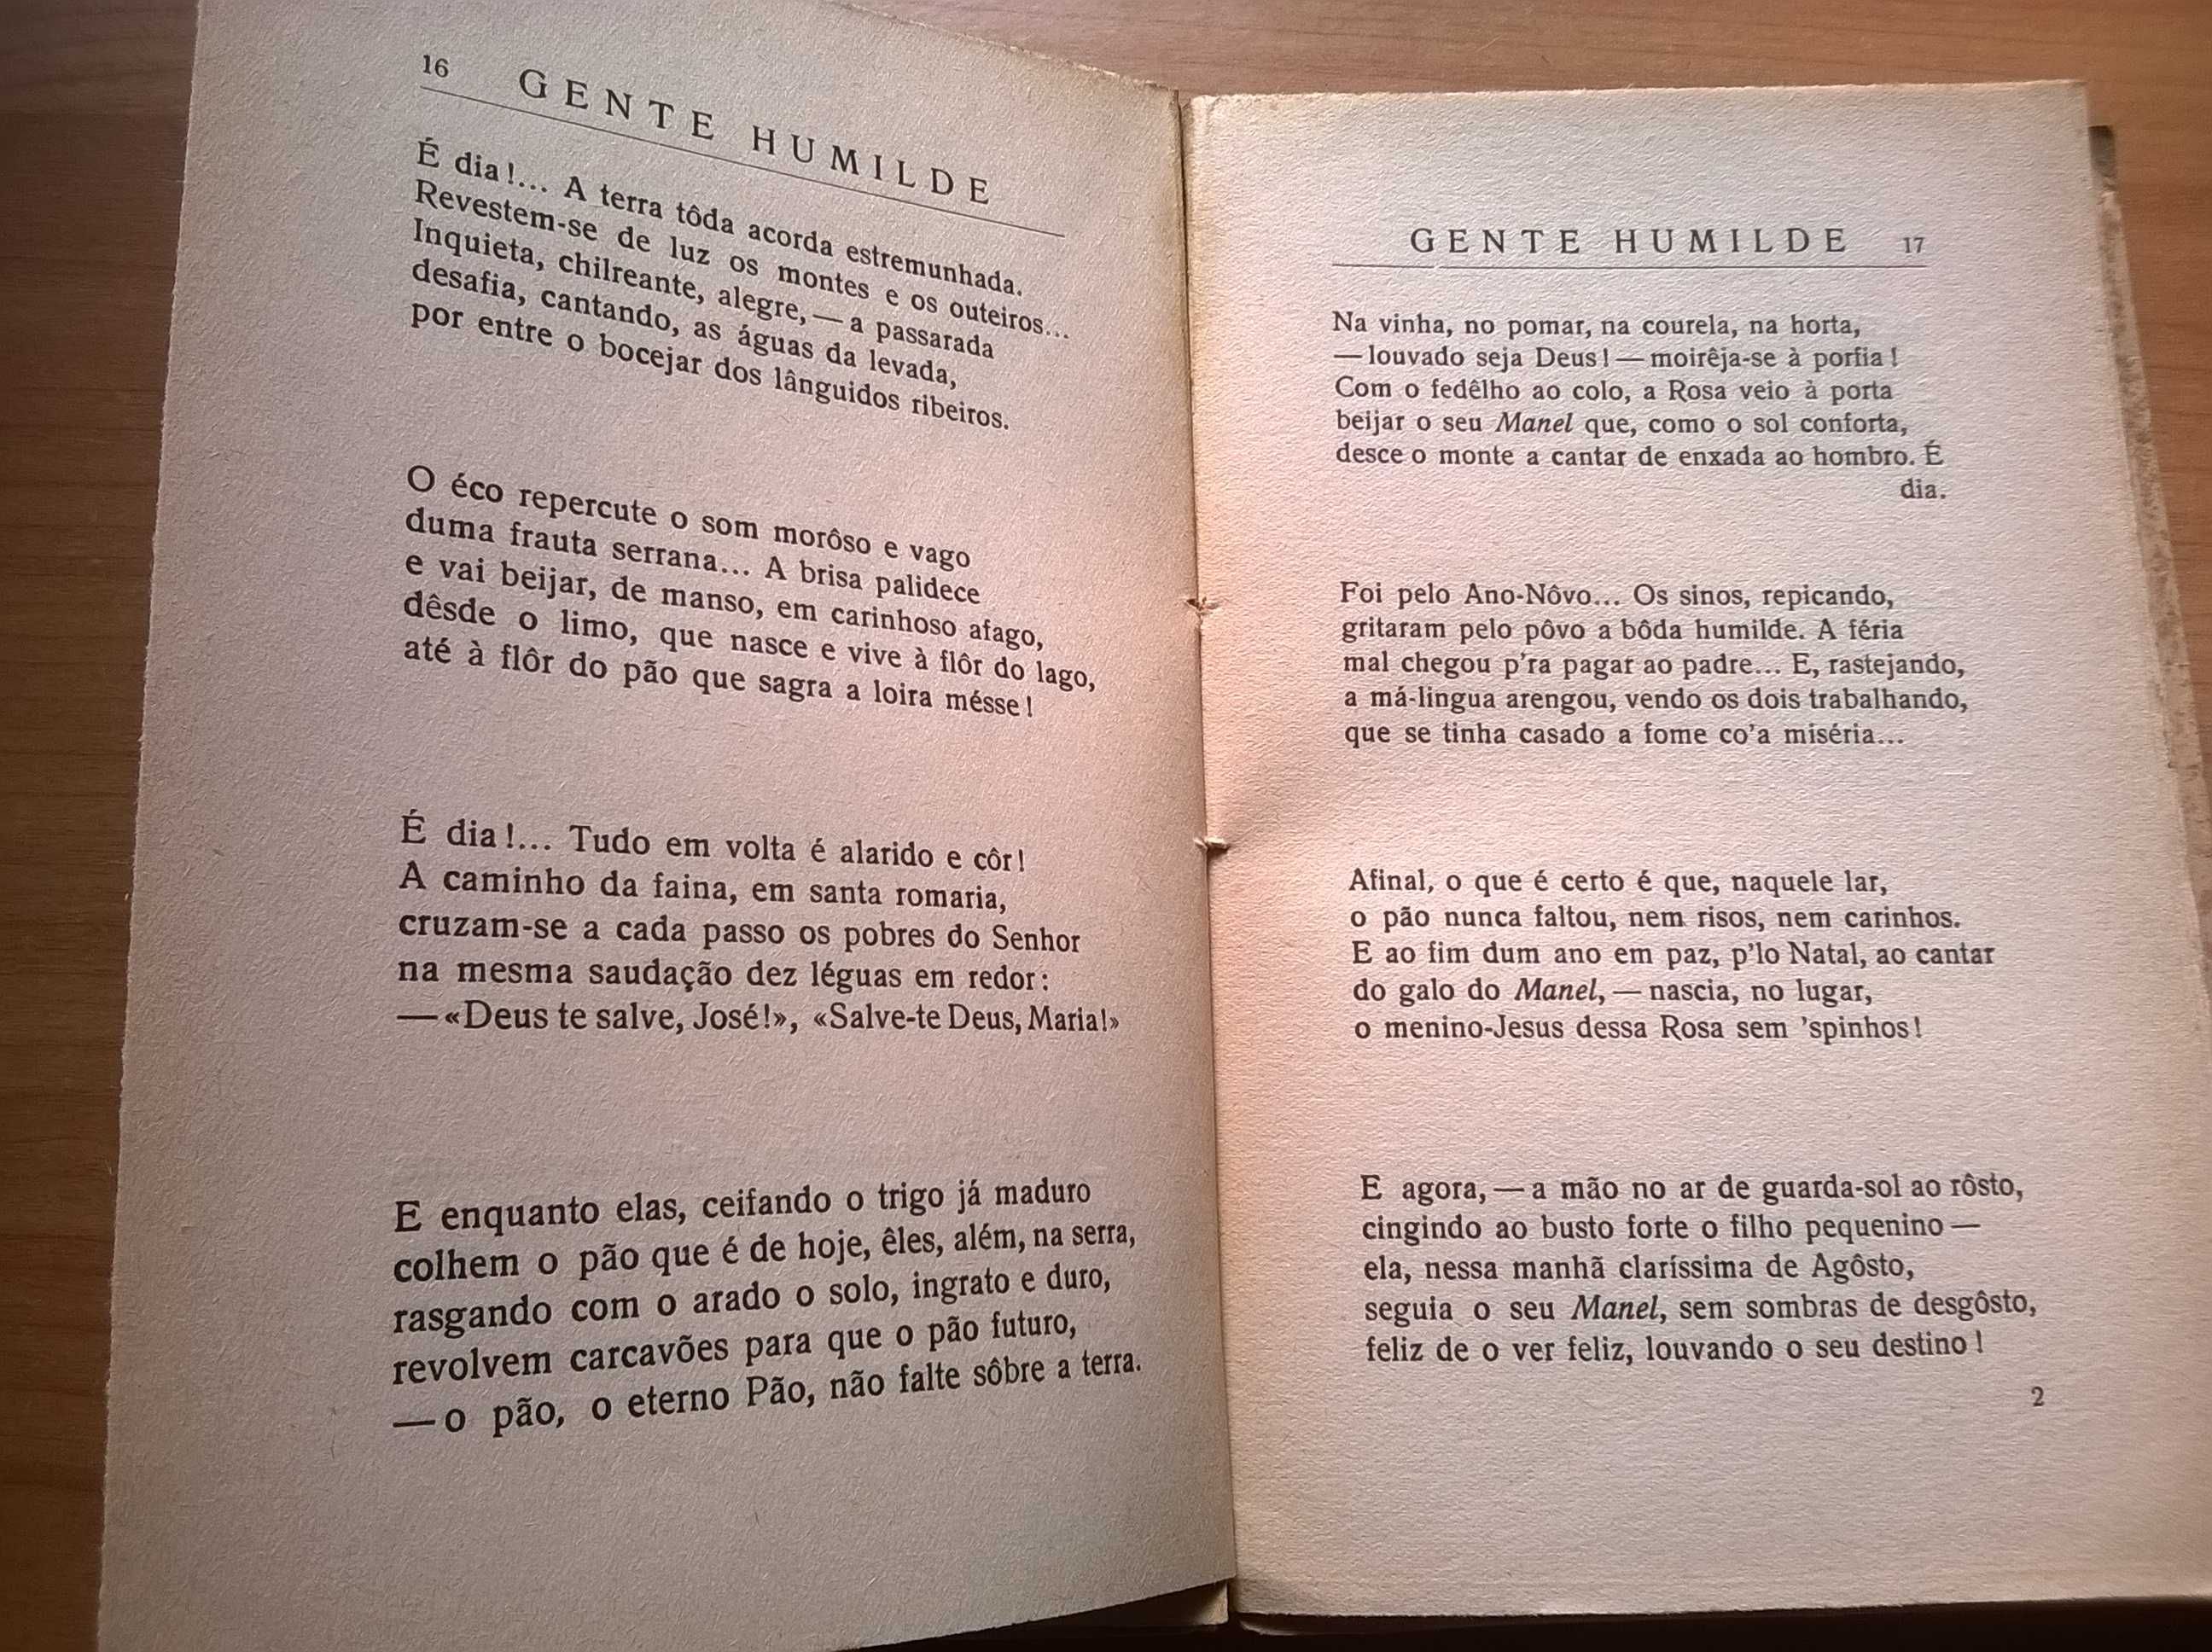 16 GENTE HUMILDE
É dia!... A terra tôda acorda estremunhada.
Revestem-se de luz os montes e os outeiros...
Inquieta, chilreante, alegre, — a passarada
desafia, cantando, as águas da levada,
por entre o bocejar dos lânguidos ribeiros.
O éco repercute o som morôso e vago
duma frauta serrana... A brisa palidece
e vai beijar, de manso, em carinhoso afago,
dêsde o limo, que nasce e vive à flôr do lago,
até à flôr do pão que sagra a loira mésse!
É dia!... Tudo em volta é alarido e côr!
A caminho da faina, em santa romaria,
cruzam-se a cada passo os pobres do Senhor
na mesma saudação dez léguas em redor:
—«Deus te salve, José!», «Salve-te Deus, Maria!»
E enquanto elas, ceifando o trigo já maduro
colhem o pão que é de hoje, êles, além, na serra,
rasgando com o arado o solo, ingrato e duro,
revolvem carcavões para que o pão futuro,
—o pão, o eterno Pão, não falte sôbre a terra.
GENTE HUMILDE 17
Na vinha, no pomar, na courela, na horta,
—louvado seja Deus!—moirêja-se à porfia!
Com o fedêlho ao colo, a Rosa veio à porta
beijar o seu Manel que, como o sol conforta,
desce o monte a cantar de enxada ao hombro. É
dia.
Foi pelo Ano-Nôvo... Os sinos, repicando,
gritaram pelo pôvo a bôda humilde. A féria
mal chegou p'ra pagar ao padre... E, rastejando,
a má-lingua arengou, vendo os dois trabalhando,
que se tinha casado a fome co'a miséria...
Afinal, o que é certo é que, naquele lar,
o pão nunca faltou, nem risos, nem carinhos.
E ao fim dum ano em paz, p'lo Natal, ao cantar
do galo do Manel, — nascia, no lugar,
o menino-Jesus dessa Rosa sem 'spinhos!
E agora, — a mão no ar de guarda-sol ao rôsto,
cingindo ao busto forte o filho pequenino —
ela, nessa manhã claríssima de Agôsto,
seguia o seu Manel, sem sombras de desgôsto,
feliz de o ver feliz, louvando o seu destino!
2